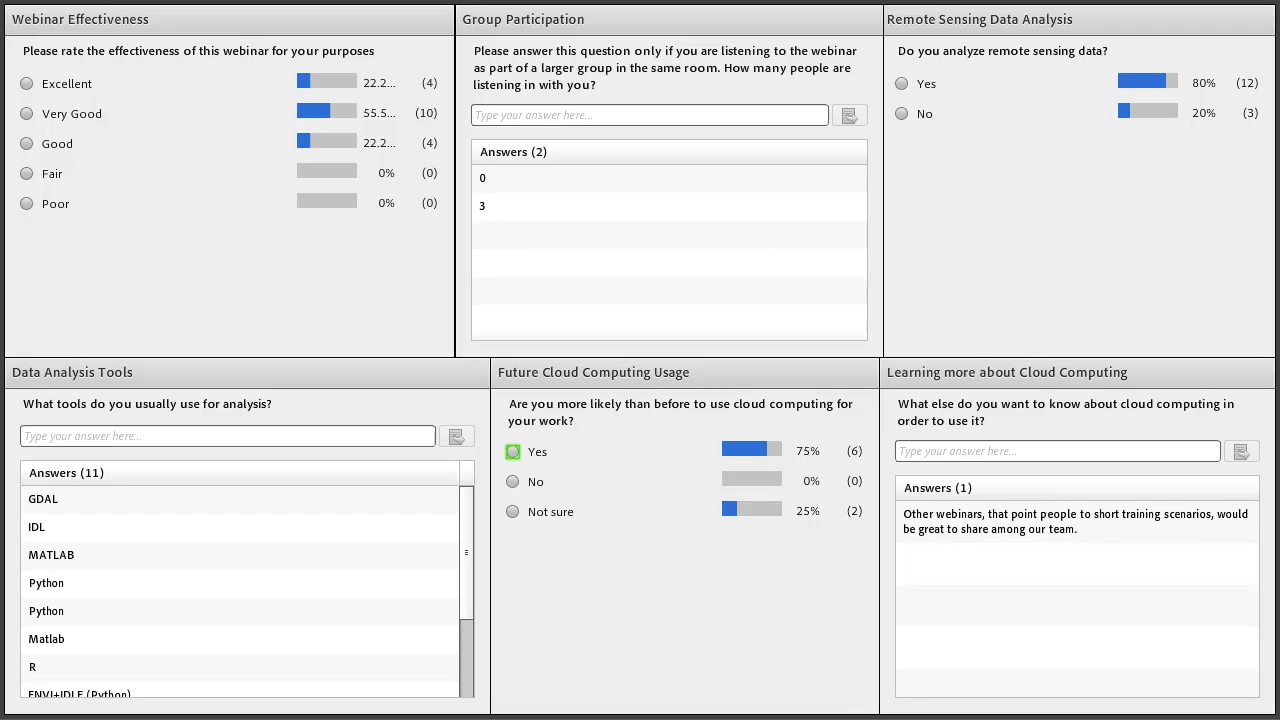 Webinar Effectiveness
Please rate the effectiveness of this webinar for your purposes
Excellent 22.2... (4)
Very Good 55.5... (10)
Good 22.2... (4)
Fair 0% (0)
Poor 0% (0)
Group Participation
Please answer this question only if you are listening to the webinar
as part of a larger group in the same room. How many people are
listening in with you?
Type your answer here...
Answers (2)
0
3
Remote Sensing Data Analysis
Do you analyze remote sensing data?
Yes 80% (12)
No 20% (3)
Data Analysis Tools
What tools do you usually use for analysis?
Type your answer here...
Answers (11)
GDAL
IDL
MATLAB
Python
Python
Matlab
R
ENVI+IDLE (Python)
Future Cloud Computing Usage
Are you more likely than before to use cloud computing for
your work?
Yes 75% (6)
No 0% (0)
Not sure 25% (2)
Learning more about Cloud Computing
What else do you want to know about cloud computing in
order to use it?
Type your answer here...
Answers (1)
Other webinars, that point people to short training scenarios, would
be great to share among our team.